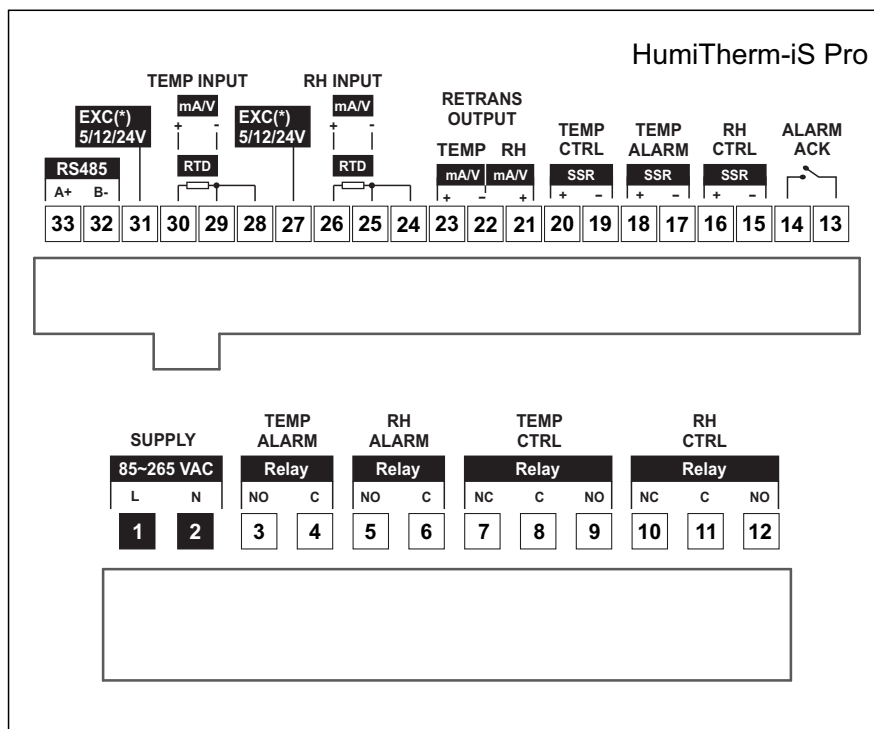 HumiTherm-iS Pro
TEMP INPUT
RH INPUT
mA/V
+ -
mA/V
+ -
EXC(*)
5/12/24V
EXC(*)
5/12/24V
RTD
RTD
RS485
A+ B-
RETRANS
OUTPUT
TEMP RH
mA/V mA/V
+ − +
TEMP
CTRL
SSR
+ −
TEMP
ALARM
SSR
+ −
RH
CTRL
SSR
+ −
ALARM
ACK
33 32 31 30 29 28 27 26 25 24 23 22 21 20 19 18 17 16 15 14 13
SUPPLY
85~265 VAC
L N
TEMP
ALARM
Relay
NO C
RH
ALARM
Relay
NO C
TEMP
CTRL
Relay
NC C NO
RH
CTRL
Relay
NC C NO
1 2 3 4 5 6 7 8 9 10 11 12